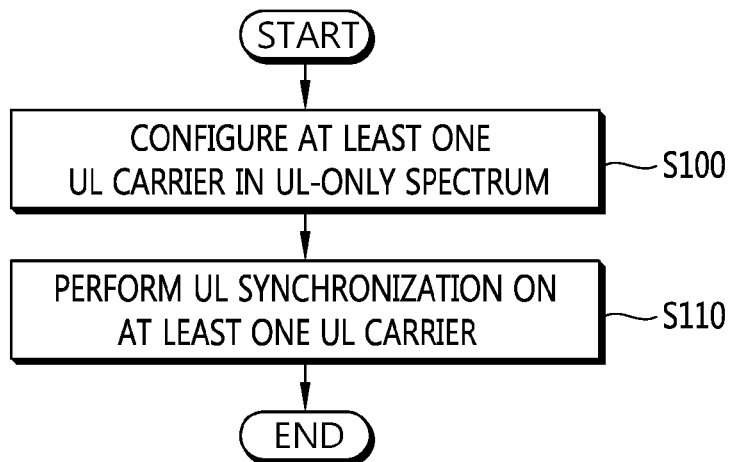 START
CONFIGURE AT LEAST ONE
UL CARRIER IN UL-ONLY SPECTRUM
S100
PERFORM UL SYNCHRONIZATION ON
AT LEAST ONE UL CARRIER
S110
END